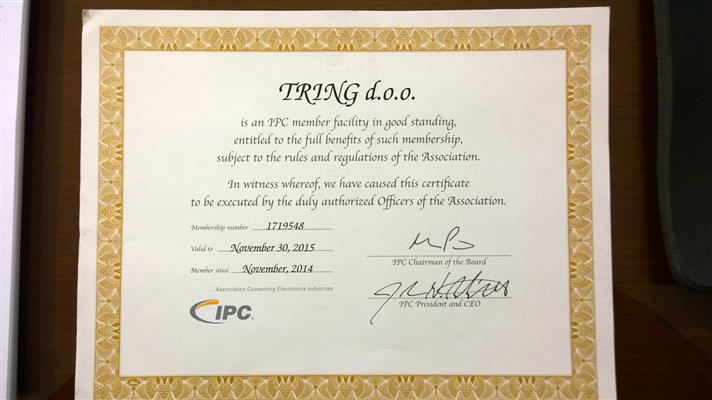 TRING d.o.o.
is an IPC member facility in good standing,
entitled to the full benefits of such membership,
subject to the rules and regulations of the Association.
In witness whereof, we have caused this certificate
to be executed by the duly authorized Officers of the Association.
Membership number 1719548
Valid to November 30, 2015
Member since November, 2014
IPC Chairman of the Board
IPC President and CEO
Association Connecting Electronics Industries
IPC®